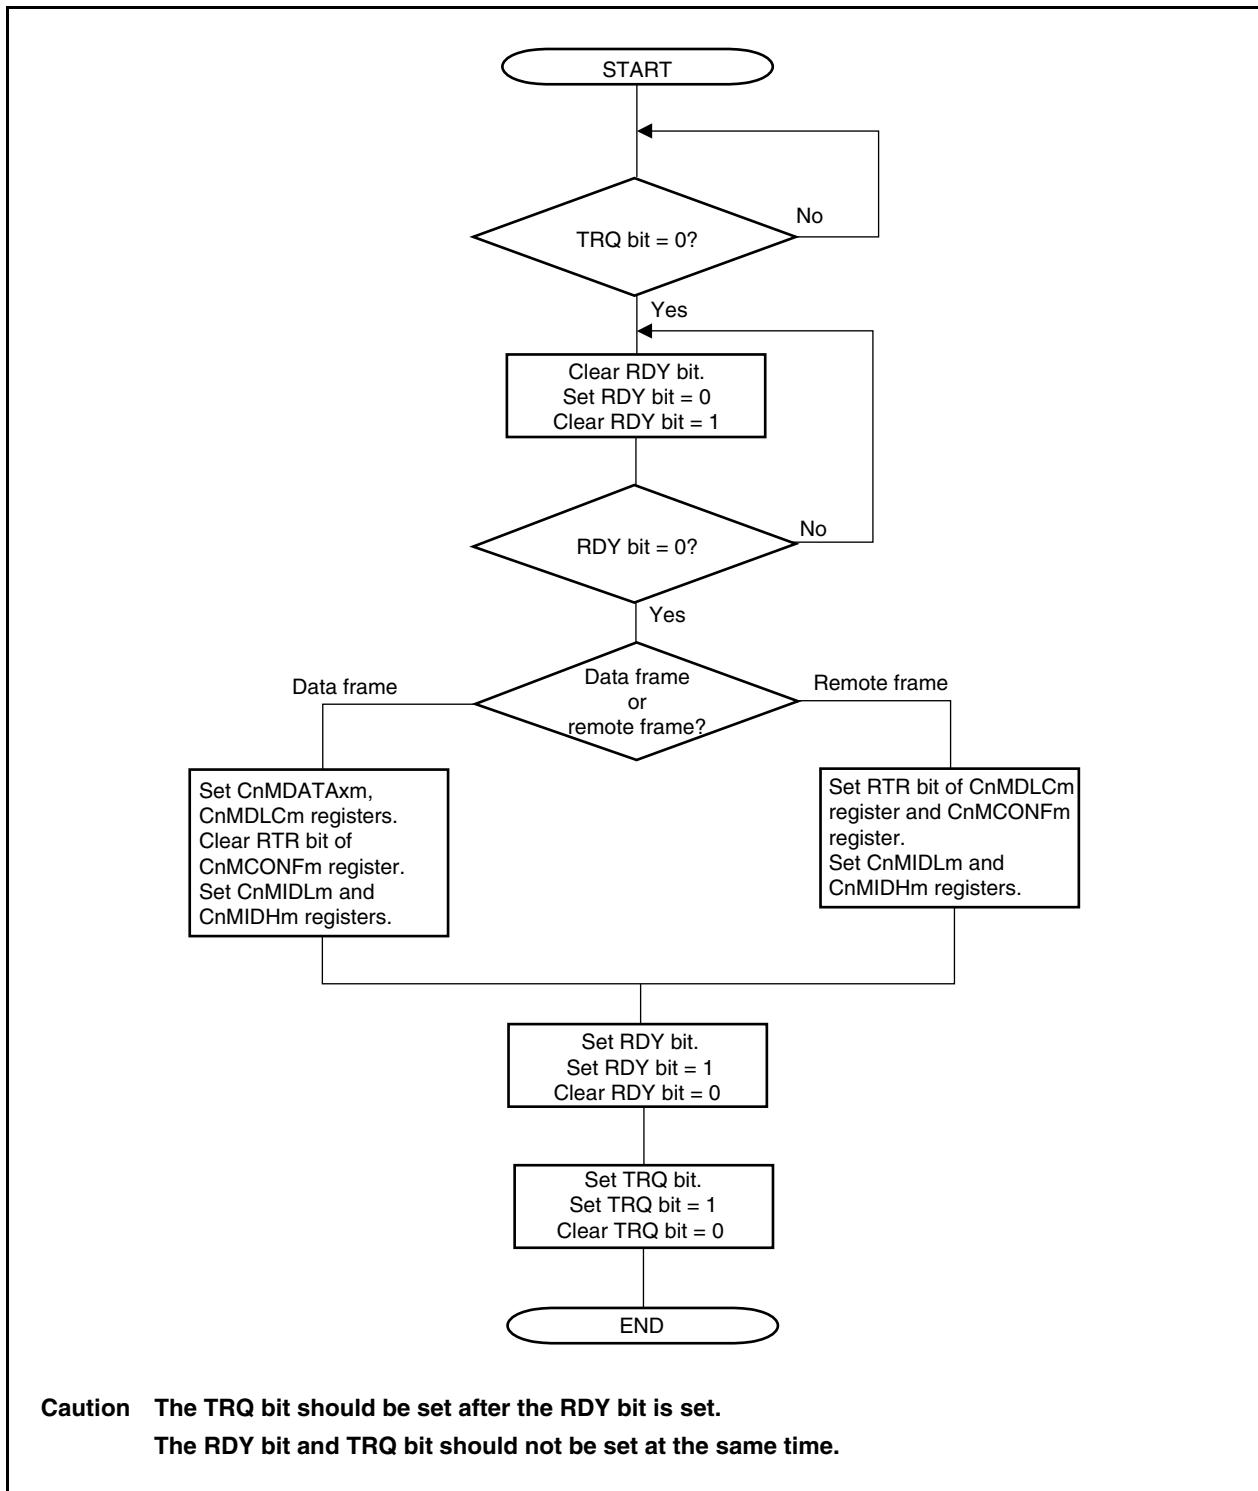 START
No
TRQ bit = 0?
Yes
Clear RDY bit.
Set RDY bit = 0
Clear RDY bit = 1
No
RDY bit = 0?
Yes
Data frame
Data frame
or
remote frame?
Remote frame
Set CnMDATAxm,
CnMDLCm registers.
Clear RTR bit of
CnMCONFm register.
Set CnMIDLm and
CnMIDHm registers.
Set RTR bit of CnMDLCm
register and CnMCONFm
register.
Set CnMIDLm and
CnMIDHm registers.
Set RDY bit.
Set RDY bit = 1
Clear RDY bit = 0
Set TRQ bit.
Set TRQ bit = 1
Clear TRQ bit = 0
END
Caution The TRQ bit should be set after the RDY bit is set.
The RDY bit and TRQ bit should not be set at the same time.